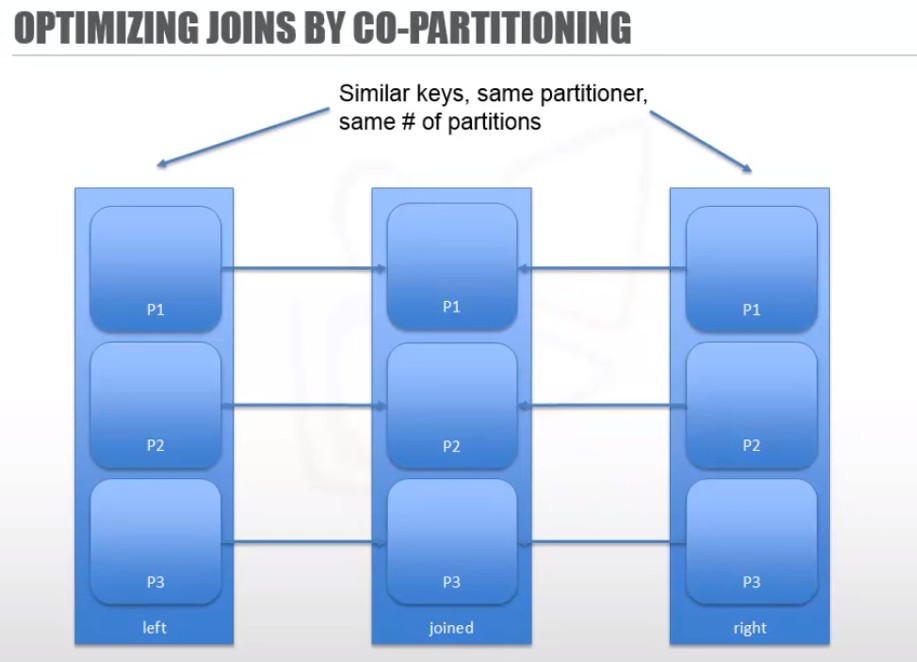 OPTIMIZING JOINS BY CO-PARTITIONING
Similar keys, same partitioner,
same # of partitions
P1
P1
P1
P2
P2
P2
P3
P3
P3
left
joined
right